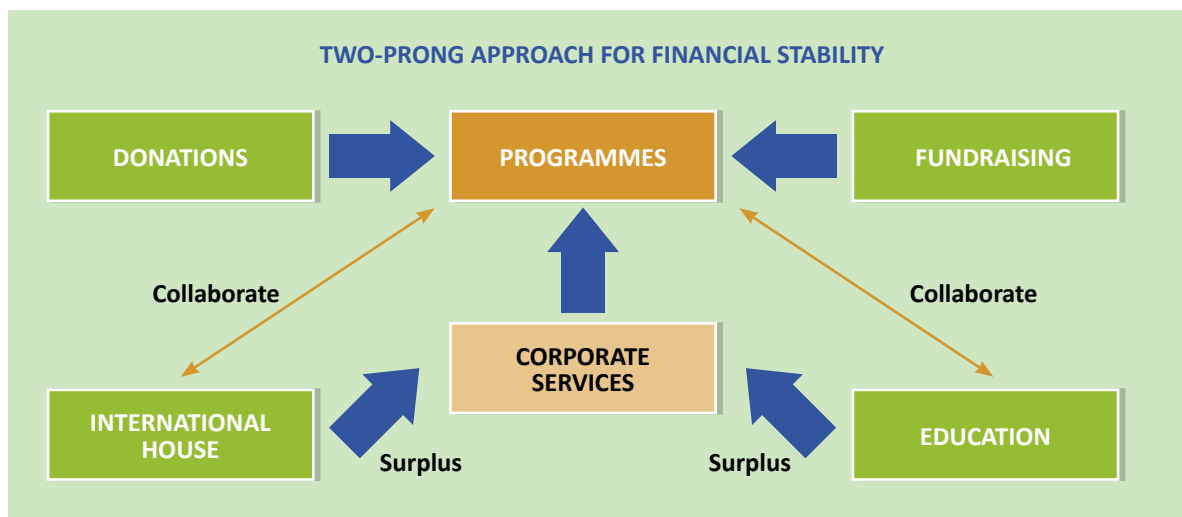 TWO-PRONG APPROACH FOR FINANCIAL STABILITY
DONATIONS
PROGRAMMES
FUNDRAISING
Collaborate
Collaborate
CORPORATE
SERVICES
INTERNATIONAL
HOUSE
EDUCATION
Surplus
Surplus